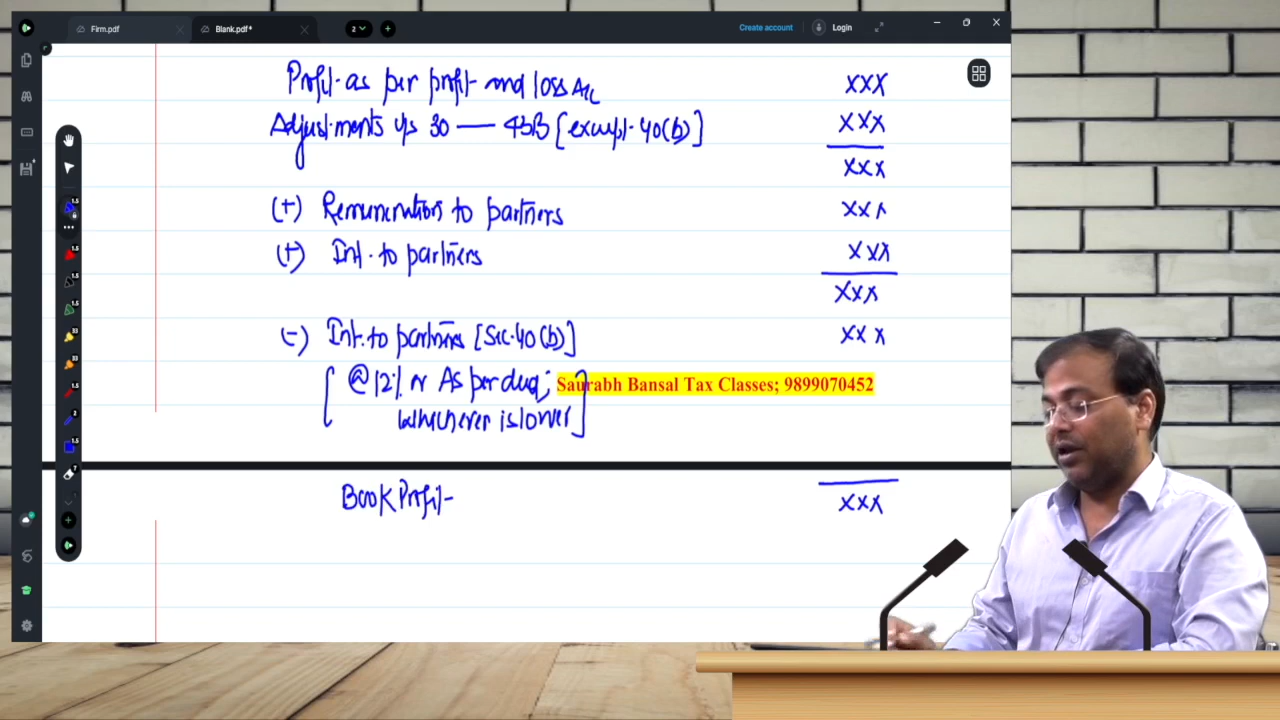 Firm.pdf
Blank.pdf*
2
Create account
Login
Profit as per profit and loss A/c XXX
Adjustments u/s 30 — 43B [except 40(b)] XXX
XXX
(+) Remuneration to partners XXX
(+) Int. to partners XXX
XXX
(-) Int. to partners [Sec. 40(b)] XXX
[@ 12% or As per deed;
Saurabh Bansal Tax Classes; 9899070452
whichever is lower]
Book Profit XXX